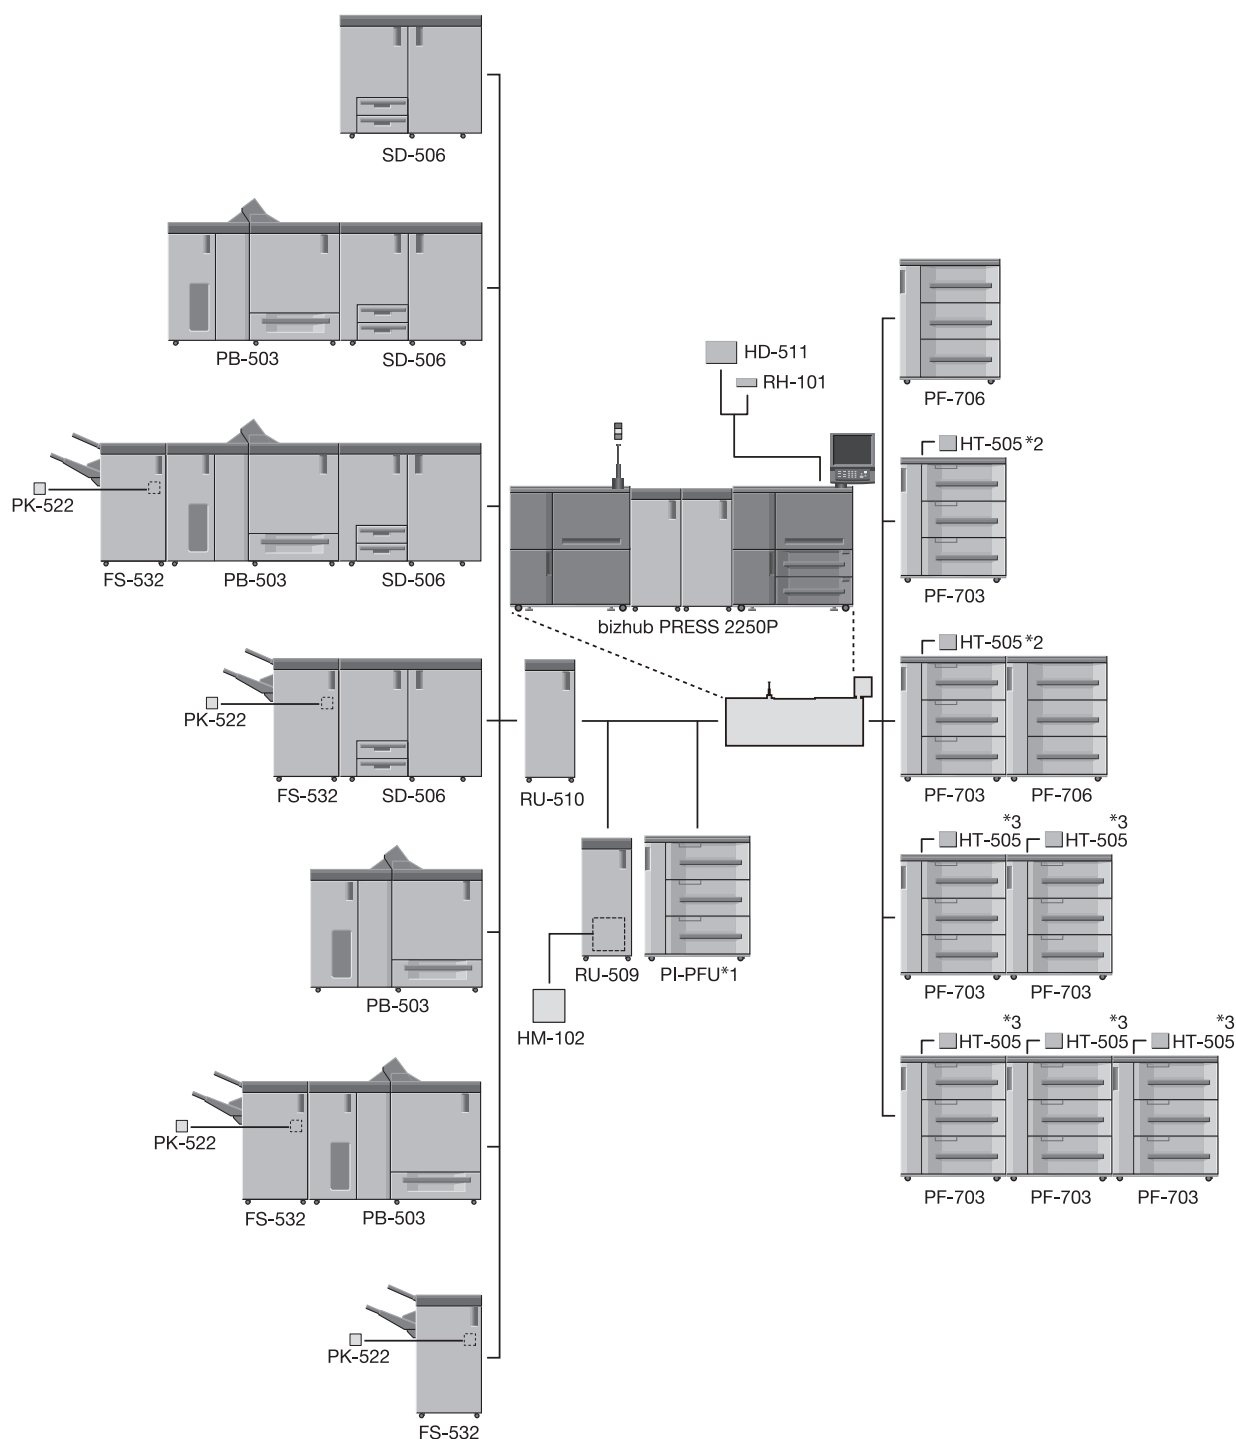 SD-506
PB-503 SD-506
PK-522
FS-532 PB-503 SD-506
PK-522
FS-532 SD-506
PB-503
PK-522
FS-532 PB-503
PK-522
FS-532
HD-511
RH-101
bizhub PRESS 2250P
RU-510
RU-509 PI-PFU*1
HM-102
PF-706
HT-505*2
PF-703
HT-505*2
PF-703 PF-706
*3 *3
HT-505 HT-505
PF-703 PF-703
*3 *3 *3
HT-505 HT-505 HT-505
PF-703 PF-703 PF-703